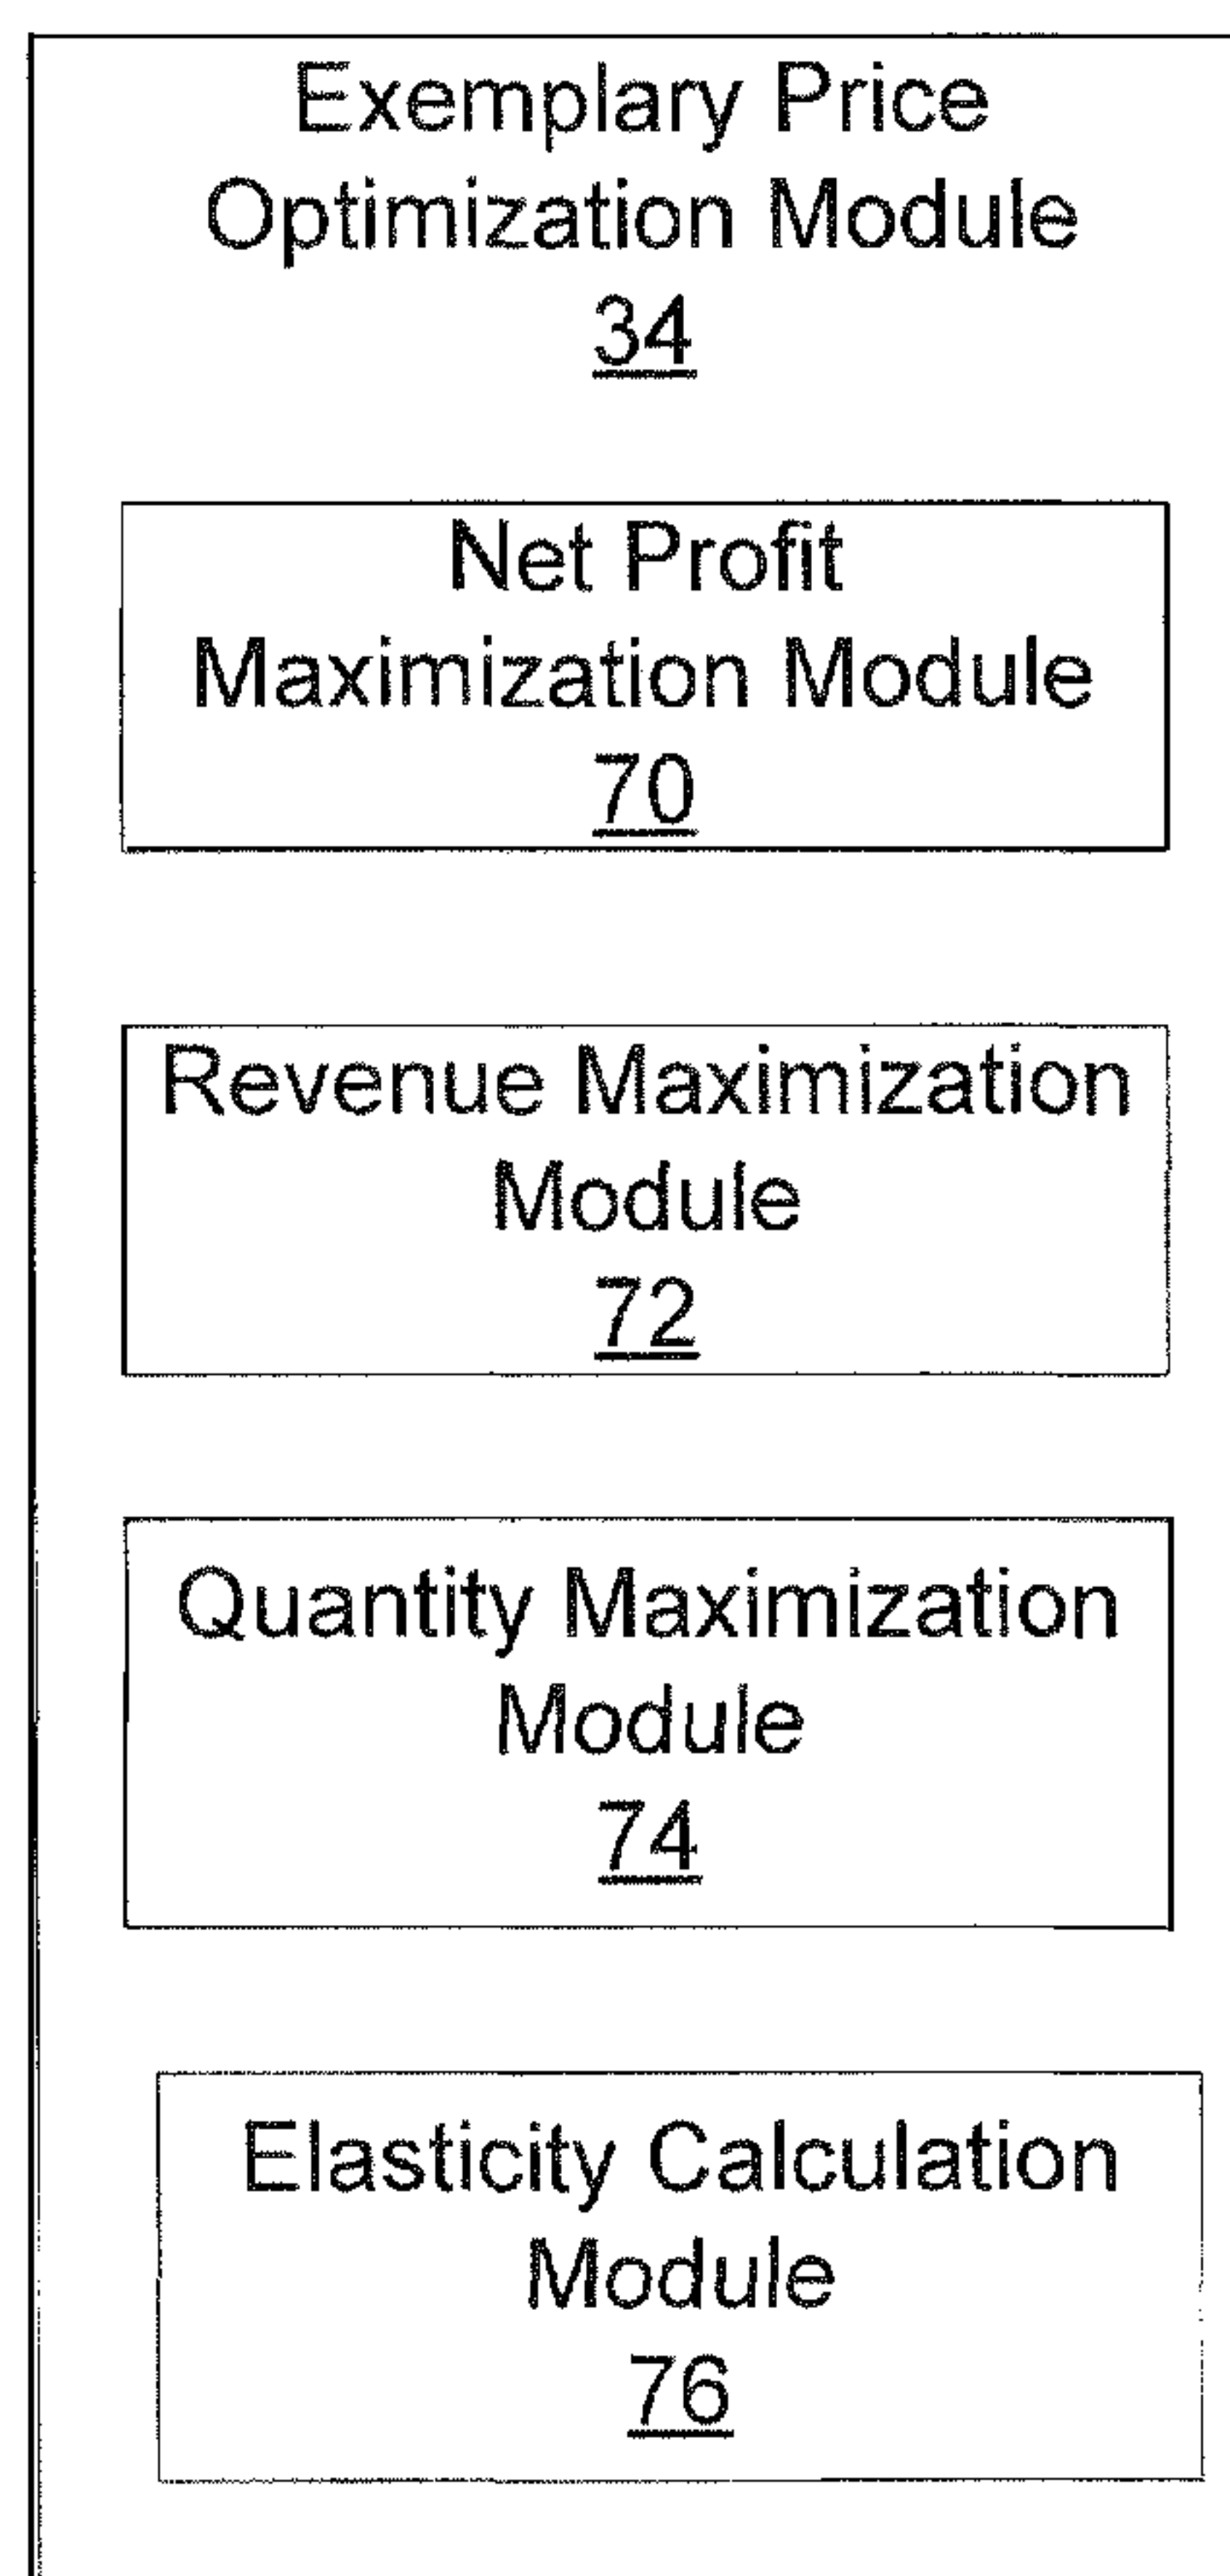 Exemplary Price
Optimization Module
34
Net Profit
Maximization Module
70
Revenue Maximization
Module
72
Quantity Maximization
Module
74
Elasticity Calculation
Module
76